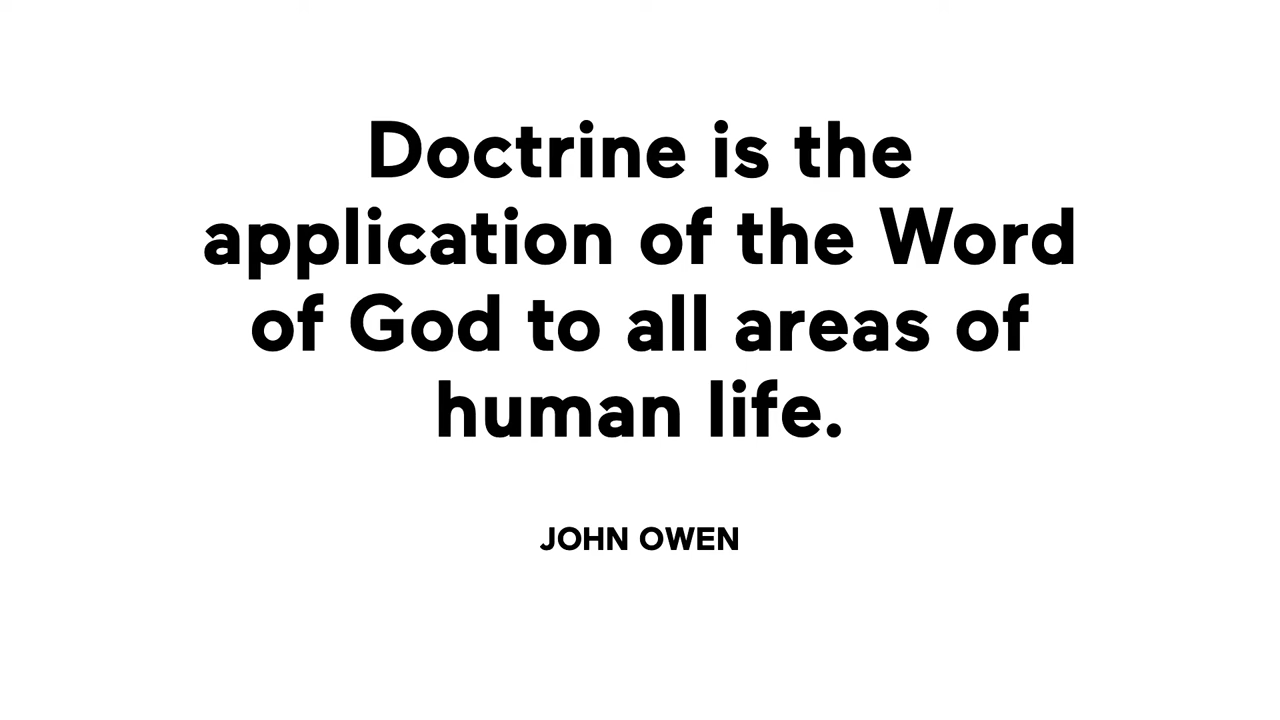 Doctrine is the
application of the Word
of God to all areas of
human life.
JOHN OWEN